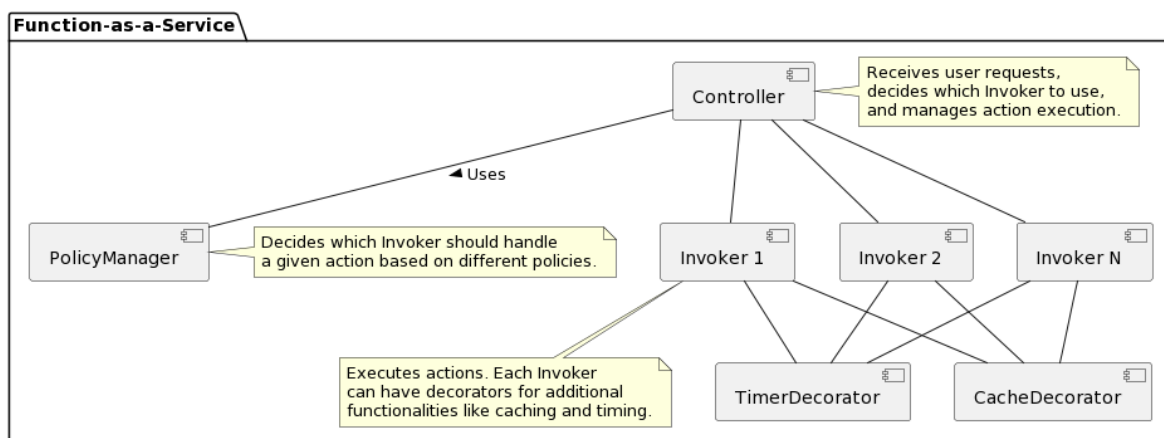 Function-as-a-Service
Controller
Receives user requests,
decides which Invoker to use,
and manages action execution.
Uses
PolicyManager
Decides which Invoker should handle
a given action based on different policies.
Invoker 1
Invoker 2
Invoker N
Executes actions. Each Invoker
can have decorators for additional
functionalities like caching and timing.
TimerDecorator
CacheDecorator